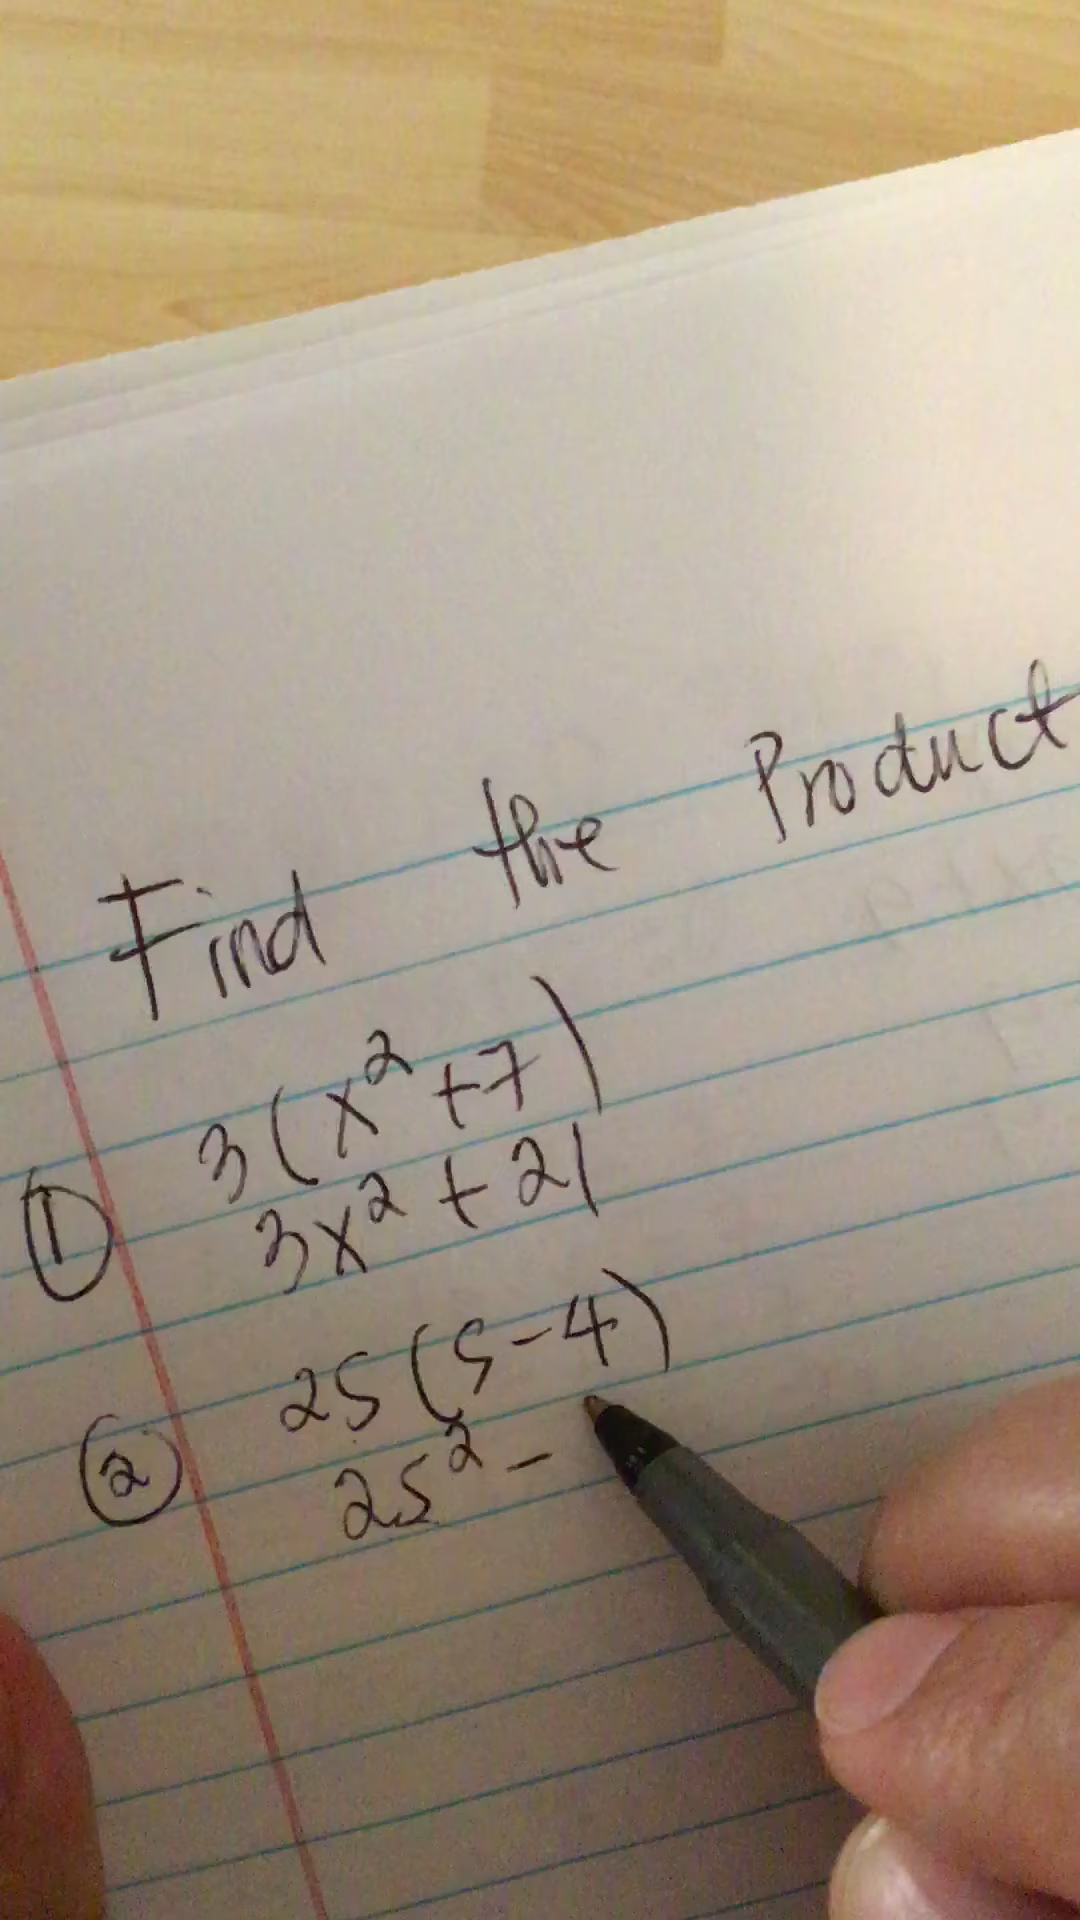 Find the Product
① 3(x² + 7)
3x² + 21
② 2s(s - 4)
2s² -